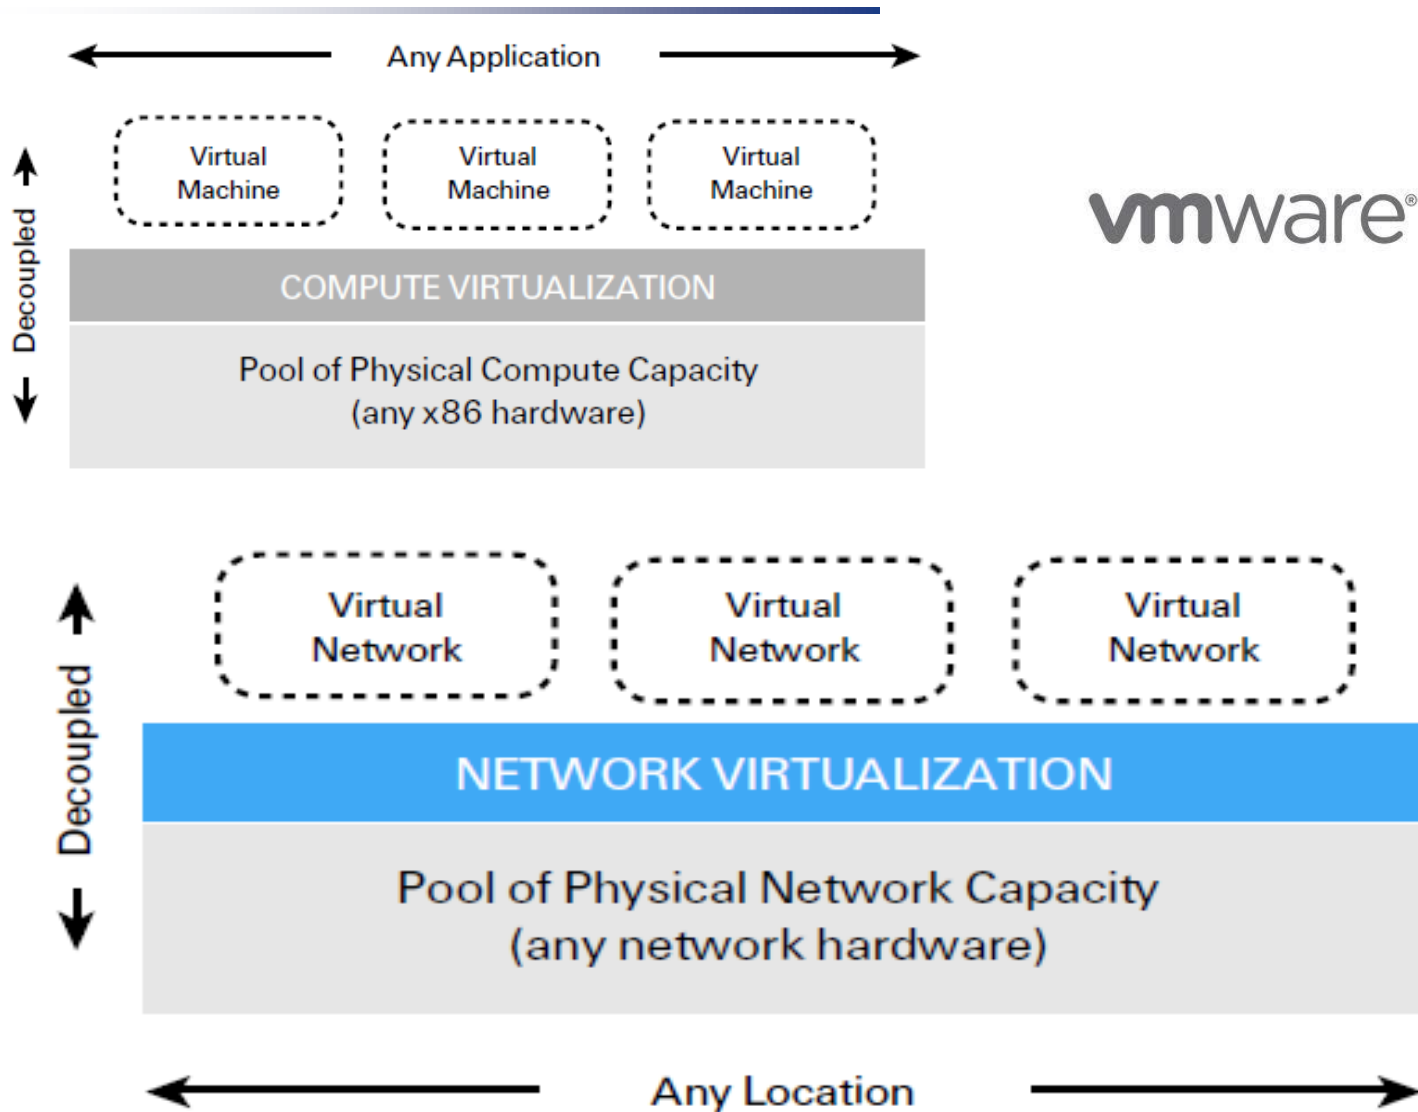 Any Application
Virtual
Machine
Virtual
Machine
Virtual
Machine
Decoupled
COMPUTE VIRTUALIZATION
Pool of Physical Compute Capacity
(any x86 hardware)
vmware®
Virtual
Network
Virtual
Network
Virtual
Network
Decoupled
NETWORK VIRTUALIZATION
Pool of Physical Network Capacity
(any network hardware)
Any Location